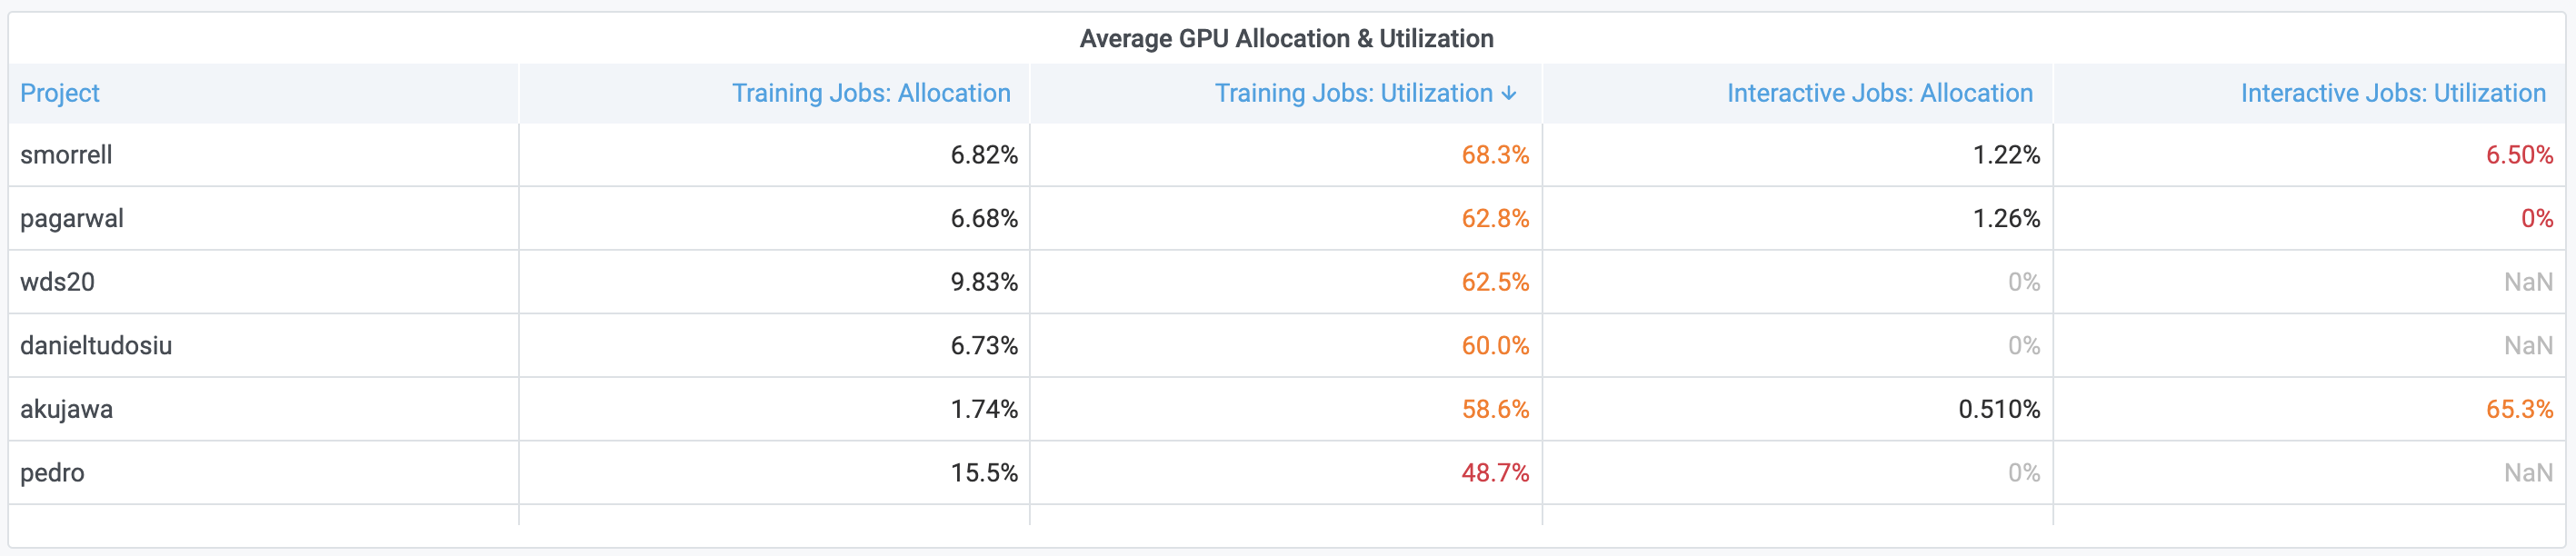 Average GPU Allocation & Utilization
Project Training Jobs: Allocation Training Jobs: Utilization ↓ Interactive Jobs: Allocation Interactive Jobs: Utilization
smorrell 6.82% 68.3% 1.22% 6.50%
pagarwal 6.68% 62.8% 1.26% 0%
wds20 9.83% 62.5% 0% NaN
danieltudosiu 6.73% 60.0% 0% NaN
akujawa 1.74% 58.6% 0.510% 65.3%
pedro 15.5% 48.7% 0% NaN